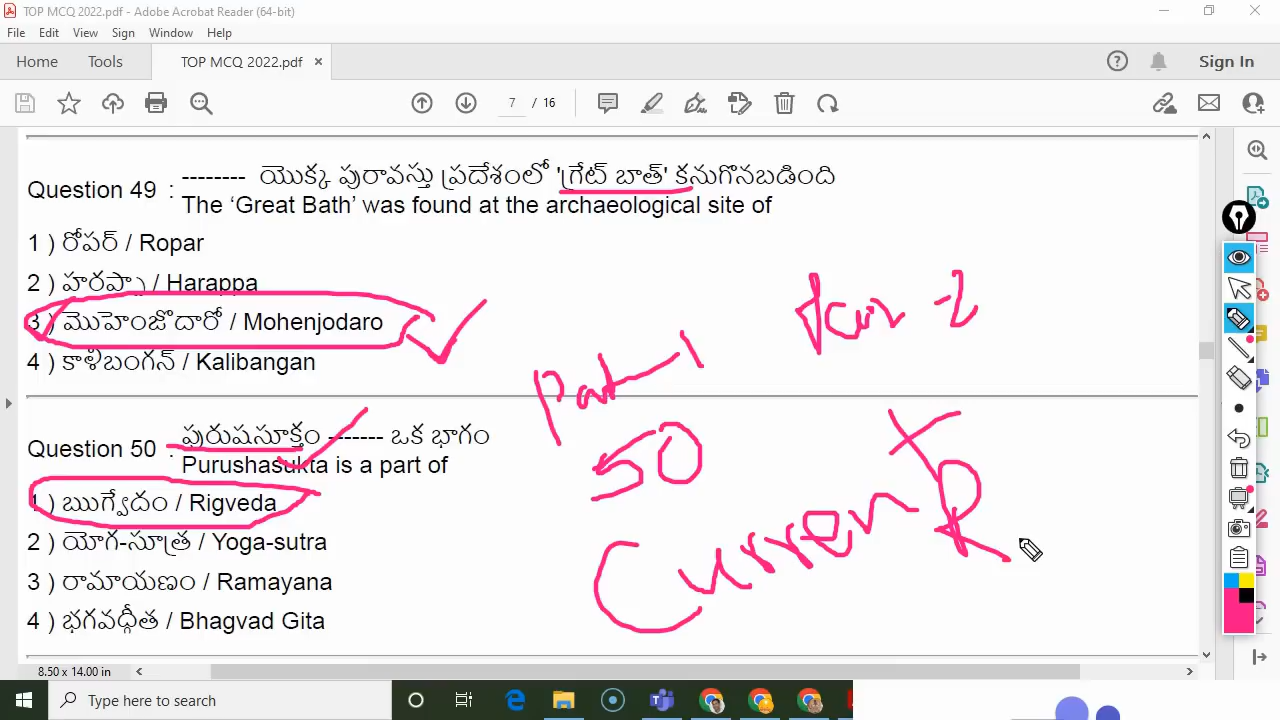 TOP MCQ 2022.pdf - Adobe Acrobat Reader (64-bit)
File Edit View Sign Window Help
Home Tools TOP MCQ 2022.pdf × Sign In
7 / 16
Question 49 : -------- యొక్క పురావస్తు ప్రదేశంలో 'గ్రేట్ బాత్' కనుగొనబడింది
The ‘Great Bath’ was found at the archaeological site of
1 ) రోపర్ / Ropar
2 ) హరప్పా / Harappa
3 ) మొహెంజొదారో / Mohenjodaro
4 ) కాళీబంగన్ / Kalibangan
Part-1
50
Question 50 : పురుషసూక్తం ------- ఒక భాగం
Purushasukta is a part of
1 ) ఋగ్వేదం / Rigveda
2 ) యోగ-సూత్ర / Yoga-sutra
3 ) రామాయణం / Ramayana
4 ) భగవద్గీత / Bhagvad Gita
Current
8.50 x 14.00 in
Type here to search